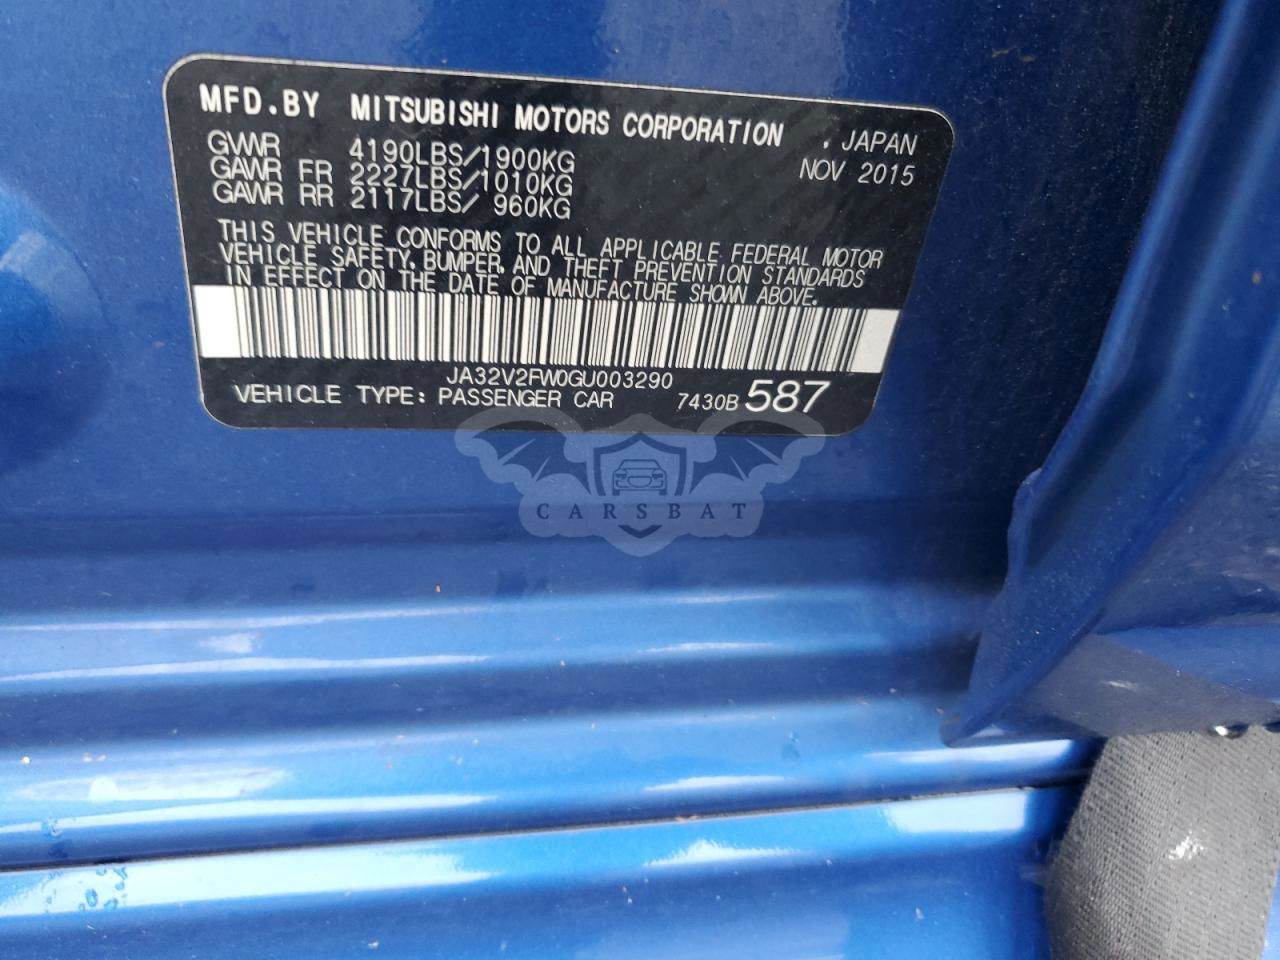 MFD.BY MITSUBISHI MOTORS CORPORATION , JAPAN
GVWR 4190LBS/1900KG NOV 2015
GAWR FR 2227LBS/1010KG
GAWR RR 2117LBS/ 960KG
THIS VEHICLE CONFORMS TO ALL APPLICABLE FEDERAL MOTOR
VEHICLE SAFETY, BUMPER, AND THEFT PREVENTION STANDARDS
IN EFFECT ON THE DATE OF MANUFACTURE SHOWN ABOVE.
JA32V2FW0GU003290
VEHICLE TYPE: PASSENGER CAR 7430B 587
CARSBAT